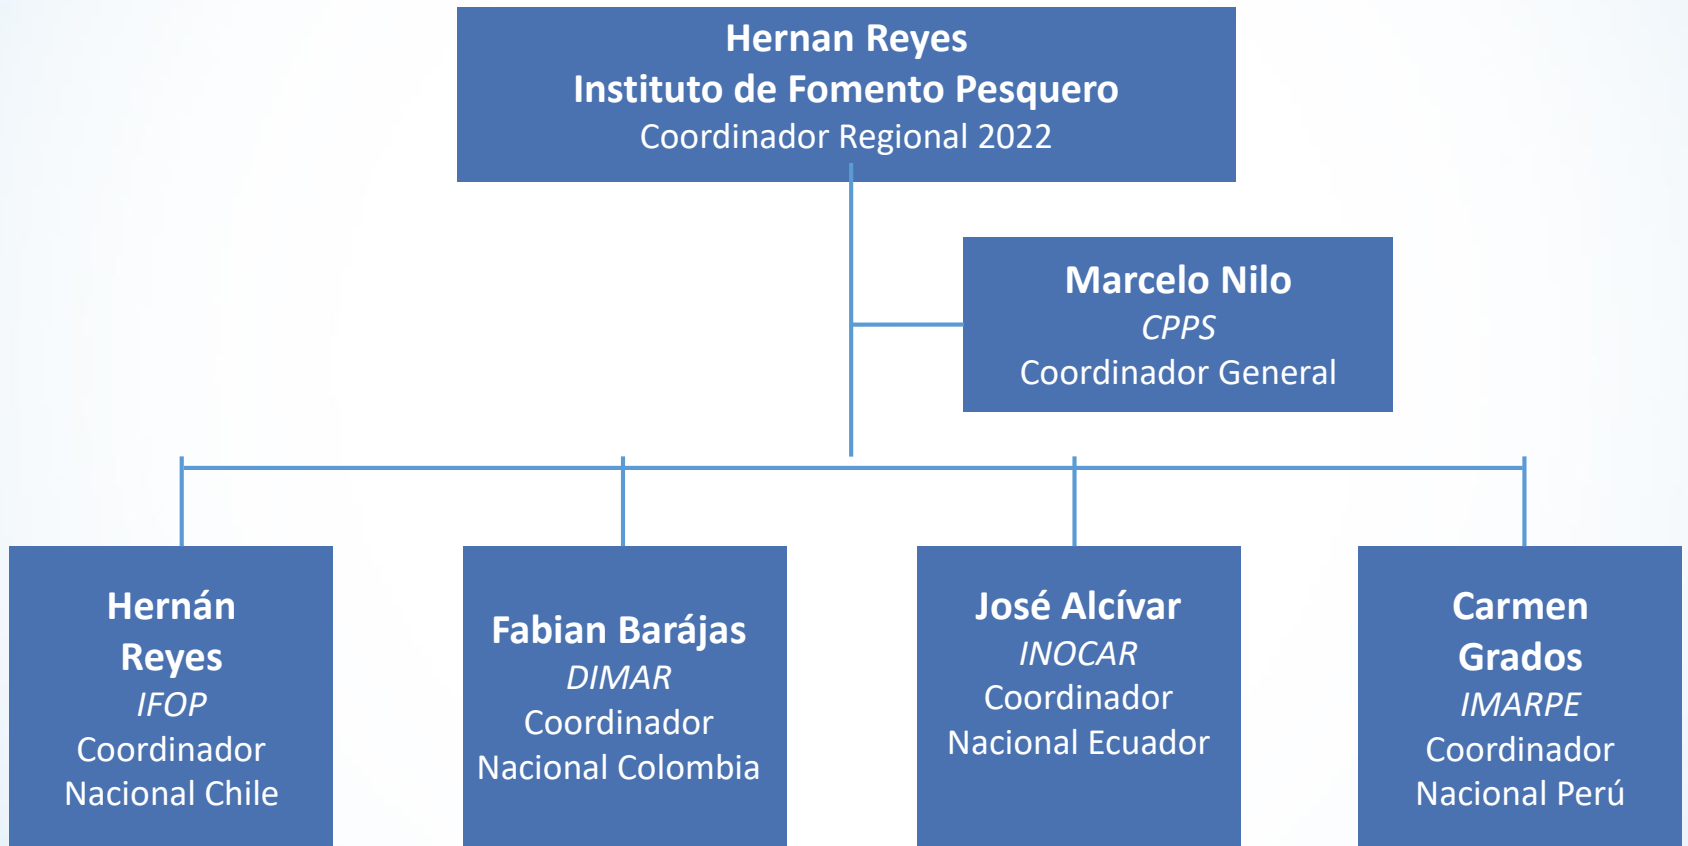 Hernan Reyes
Instituto de Fomento Pesquero
Coordinador Regional 2022
Marcelo Nilo
CPPS
Coordinador General
Hernán
Reyes
IFOP
Coordinador
Nacional Chile
Fabian Barájas
DIMAR
Coordinador
Nacional Colombia
José Alcívar
INOCAR
Coordinador
Nacional Ecuador
Carmen
Grados
IMARPE
Coordinador
Nacional Perú